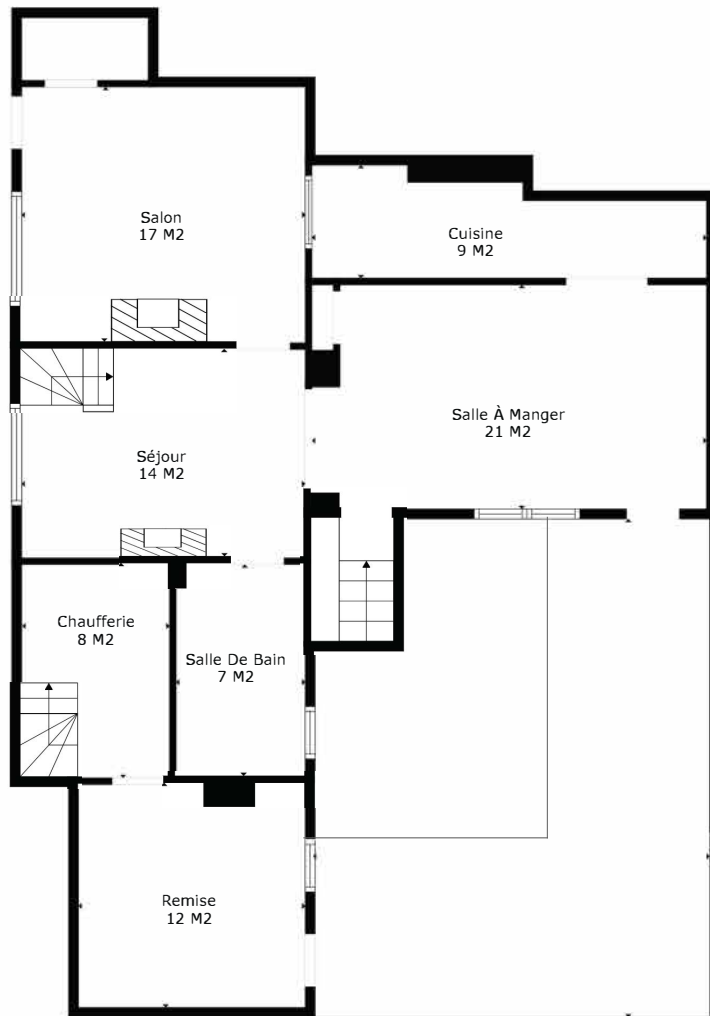 Salon
17 M2
Cuisine
9 M2
Salle À Manger
21 M2
Séjour
14 M2
Chaufferie
8 M2
Salle De Bain
7 M2
Remise
12 M2